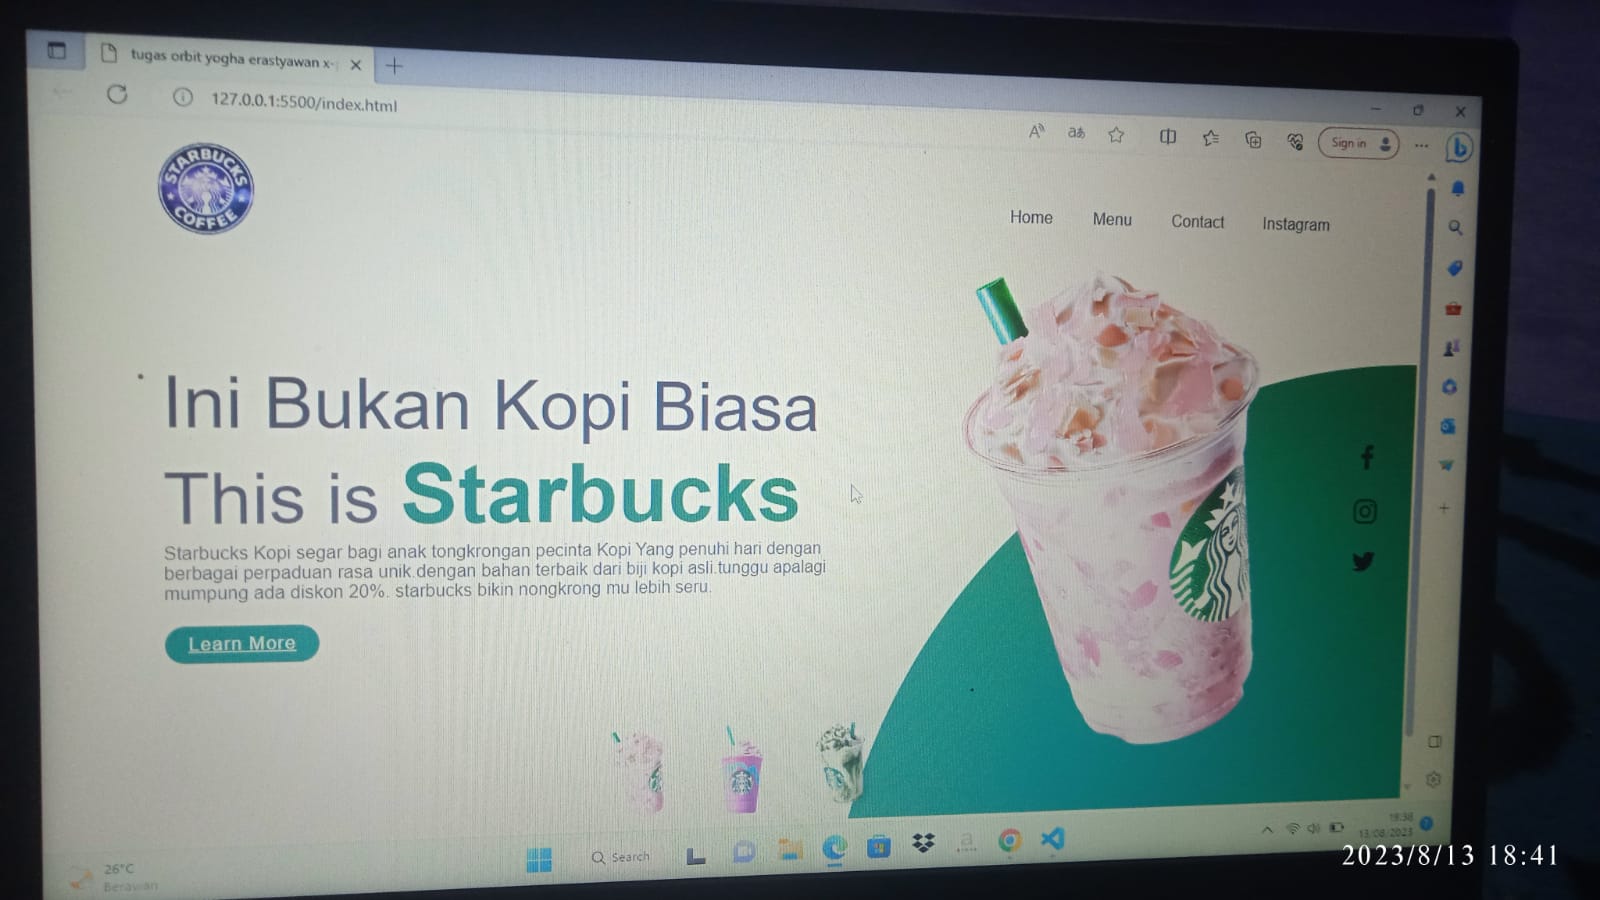 tugas orbit yogha erastyawan x-
127.0.0.1:5500/index.html
Sign in
STARBUCKS
COFFEE
Home
Menu
Contact
Instagram
Ini Bukan Kopi Biasa
This is Starbucks
Starbucks Kopi segar bagi anak tongkrongan pecinta Kopi Yang penuhi hari dengan
berbagai perpaduan rasa unik.dengan bahan terbaik dari biji kopi asli.tunggu apalagi
mumpung ada diskon 20%. starbucks bikin nongkrong mu lebih seru.
Learn More
26°C
Berawan
Search
13/08/2023
2023/8/13 18:41